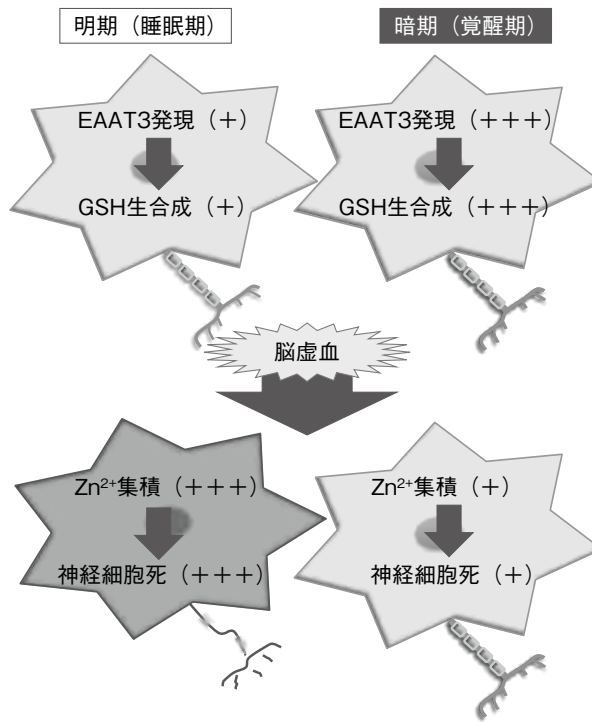 明期（睡眠期）
暗期（覚醒期）
EAAT3発現（＋）
GSH生合成（＋）
EAAT3発現（＋＋＋）
GSH生合成（＋＋＋）
脳虚血
Zn²⁺集積（＋＋＋）
神経細胞死（＋＋＋）
Zn²⁺集積（＋）
神経細胞死（＋）